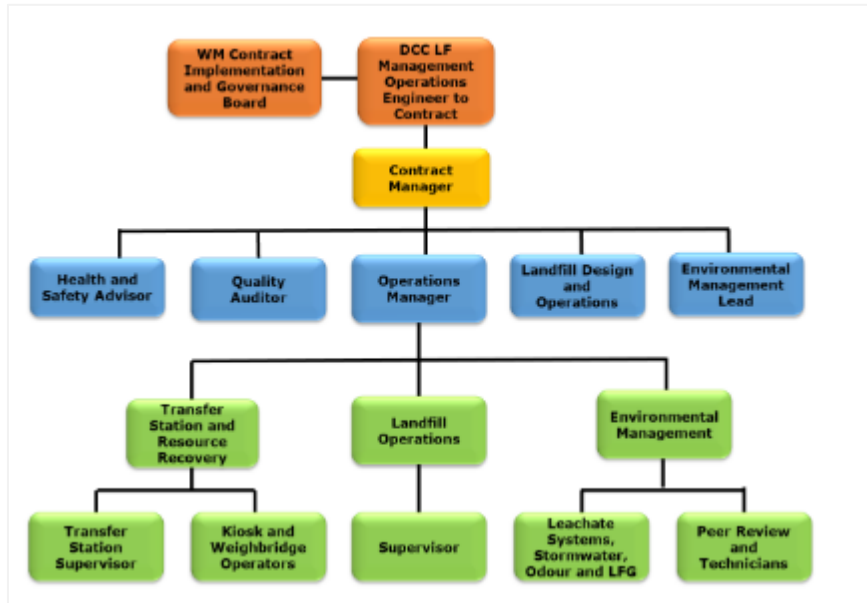 WM Contract
Implementation
and Governance
Board
DCC LF
Management
Operations
Engineer to
Contract
Contract
Manager
Health and
Safety Advisor
Quality
Auditor
Operations
Manager
Landfill Design
and
Operations
Environmental
Management
Lead
Transfer
Station and
Resource
Recovery
Landfill
Operations
Environmental
Management
Transfer
Station
Supervisor
Kiosk and
Weighbridge
Operators
Supervisor
Leachate
Systems,
Stormwater,
Odour and LFG
Peer Review
and
Technicians